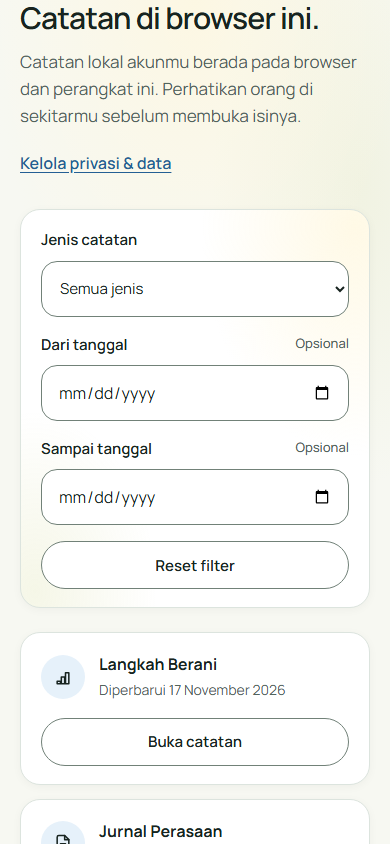 Catatan di browser ini.
Catatan lokal akunmu berada pada browser
dan perangkat ini. Perhatikan orang di
sekitarmu sebelum membuka isinya.
Kelola privasi & data
Jenis catatan
Semua jenis
Dari tanggal Opsional
mm/dd/yyyy
Sampai tanggal Opsional
mm/dd/yyyy
Reset filter
Langkah Berani
Diperbarui 17 November 2026
Buka catatan
Jurnal Perasaan